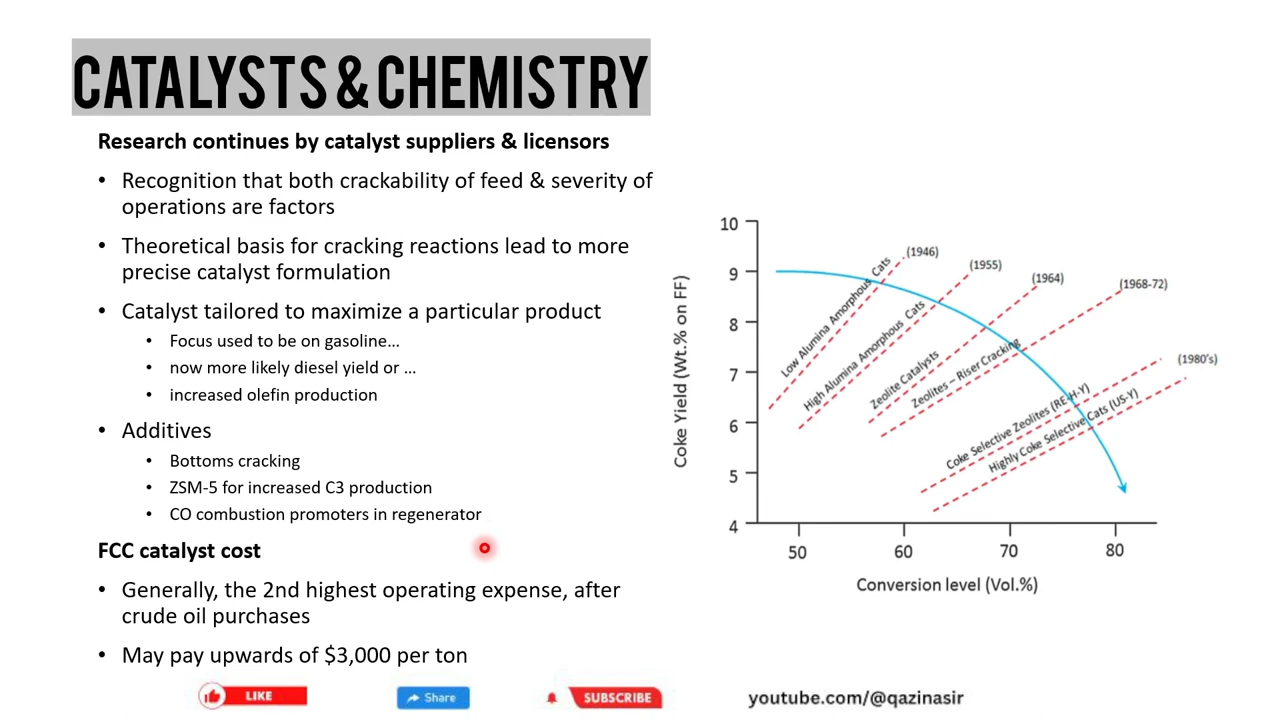 CATALYSTS & CHEMISTRY
Research continues by catalyst suppliers & licensors
• Recognition that both crackability of feed & severity of
operations are factors
• Theoretical basis for cracking reactions lead to more
precise catalyst formulation
• Catalyst tailored to maximize a particular product
• Focus used to be on gasoline...
• now more likely diesel yield or ...
• increased olefin production
• Additives
• Bottoms cracking
• ZSM-5 for increased C3 production
• CO combustion promoters in regenerator
FCC catalyst cost
• Generally, the 2nd highest operating expense, after
crude oil purchases
• May pay upwards of $3,000 per ton
Coke Yield (Wt.% on FF)
10
9
8
7
6
5
4
50
60
70
80
Conversion level (Vol.%)
Low Alumina Amorphous Cats
(1946)
High Alumina Amorphous Cats
(1955)
Zeolite Catalysts
(1964)
Zeolites – Riser Cracking
(1968-72)
Coke Selective Zeolites (RE-H-Y)
Highly Coke Selective Cats (US-Y)
(1980's)
LIKE
Share
SUBSCRIBE
youtube.com/@qazinasir